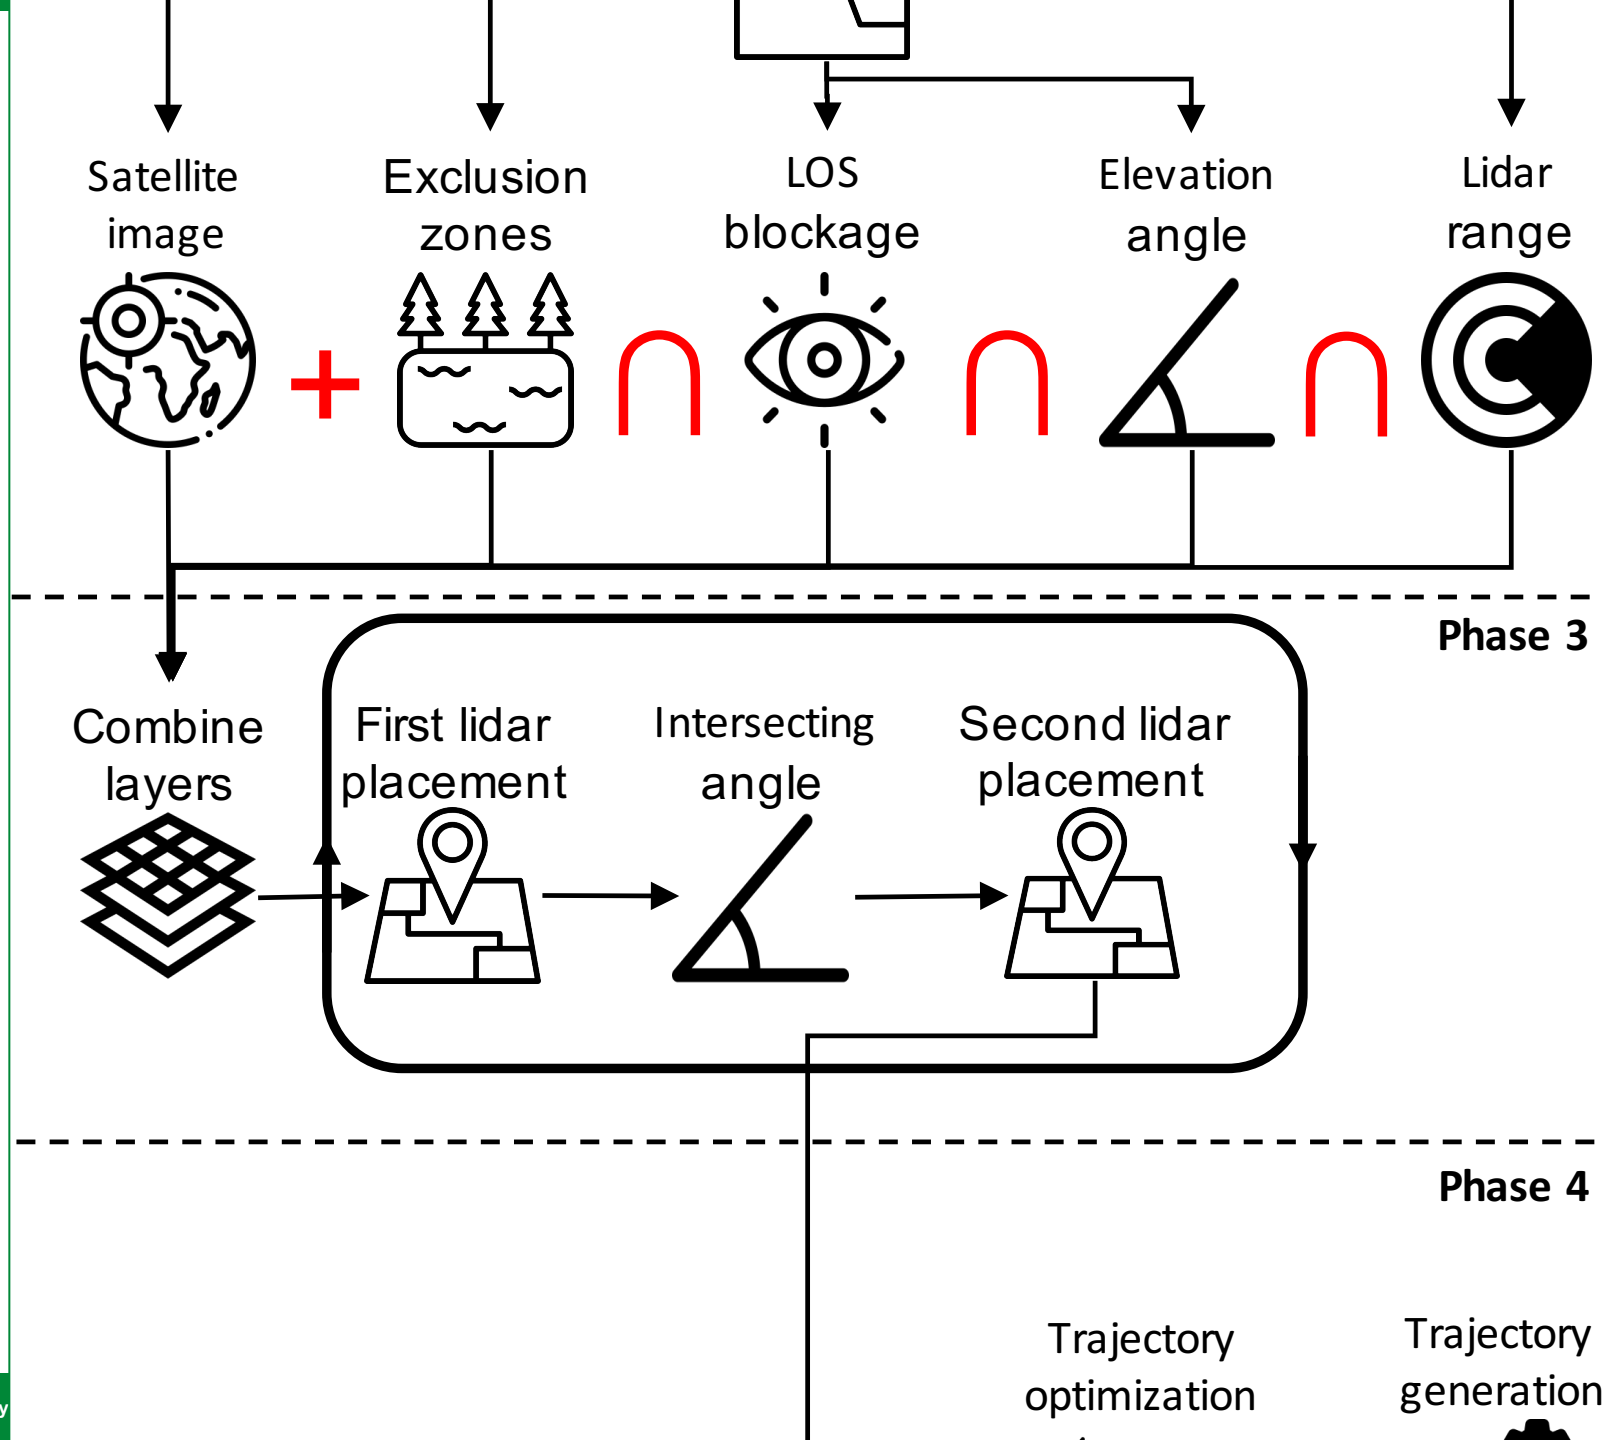 Satellite
image
Exclusion
zones
LOS
blockage
Elevation
angle
Lidar
range
Phase 3
Combine
layers
First lidar
placement
Intersecting
angle
Second lidar
placement
Phase 4
Trajectory
optimization
Trajectory
generation
y